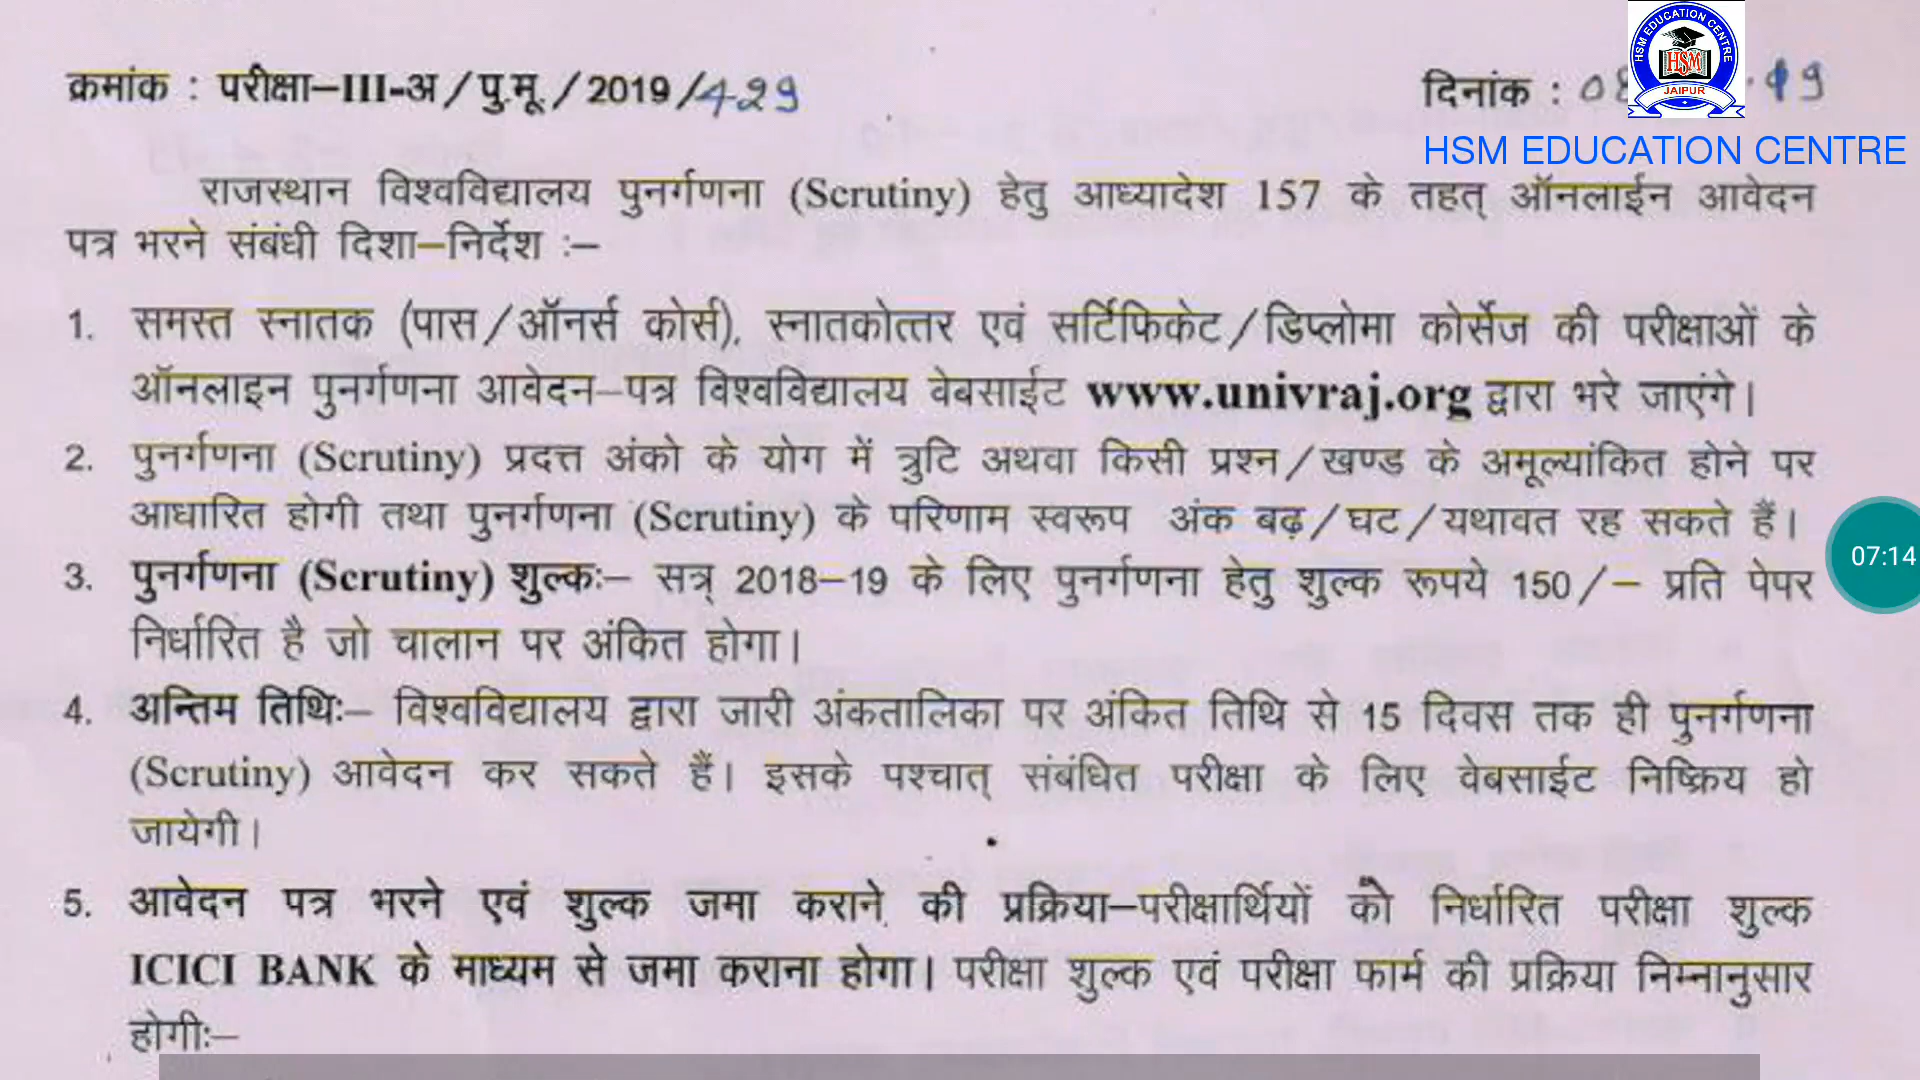 HSM EDUCATION CENTRE
HSM
JAIPUR
क्रमांक : परीक्षा–III-अ / पु.मू. / 2019 / 429
दिनांक : 08 19
HSM EDUCATION CENTRE
राजस्थान विश्वविद्यालय पुनर्गणना (Scrutiny) हेतु आध्यादेश 157 के तहत् ऑनलाईन आवेदन
पत्र भरने संबंधी दिशा–निर्देश :–
1. समस्त स्नातक (पास/ऑनर्स कोर्स), स्नातकोत्तर एवं सर्टिफिकेट/डिप्लोमा कोर्सेज की परीक्षाओं के
ऑनलाइन पुनर्गणना आवेदन–पत्र विश्वविद्यालय वेबसाईट www.univraj.org द्वारा भरे जाएंगे।
2. पुनर्गणना (Scrutiny) प्रदत्त अंको के योग में त्रुटि अथवा किसी प्रश्न/खण्ड के अमूल्यांकित होने पर
आधारित होगी तथा पुनर्गणना (Scrutiny) के परिणाम स्वरूप अंक बढ़/घट/यथावत रह सकते हैं।
3. पुनर्गणना (Scrutiny) शुल्कः– सत्र् 2018–19 के लिए पुनर्गणना हेतु शुल्क रूपये 150/– प्रति पेपर
निर्धारित है जो चालान पर अंकित होगा।
4. अन्तिम तिथिः– विश्वविद्यालय द्वारा जारी अंकतालिका पर अंकित तिथि से 15 दिवस तक ही पुनर्गणना
(Scrutiny) आवेदन कर सकते हैं। इसके पश्चात् संबंधित परीक्षा के लिए वेबसाईट निष्क्रिय हो
जायेगी।
5. आवेदन पत्र भरने एवं शुल्क जमा कराने की प्रक्रिया–परीक्षार्थियों को निर्धारित परीक्षा शुल्क
ICICI BANK के माध्यम से जमा कराना होगा। परीक्षा शुल्क एवं परीक्षा फार्म की प्रक्रिया निम्नानुसार
होगीः–
07:14